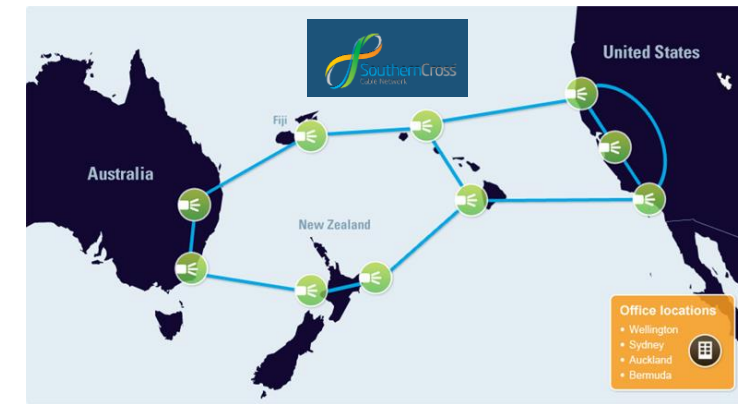 SouthernCross
Cable Network
United States
Fiji
Australia
New Zealand
Office locations
• Wellington
• Sydney
• Auckland
• Bermuda